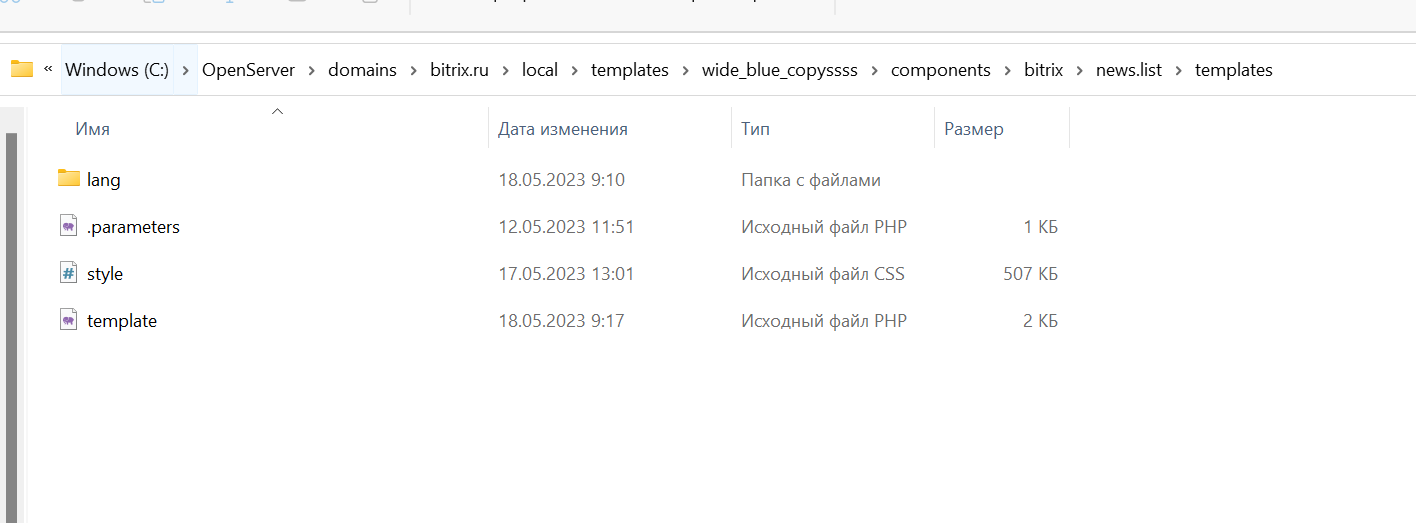 « Windows (C:) › OpenServer › domains › bitrix.ru › local › templates › wide_blue_copyssss › components › bitrix › news.list › templates
Имя Дата изменения Тип Размер
lang 18.05.2023 9:10 Папка с файлами
.parameters 12.05.2023 11:51 Исходный файл PHP 1 КБ
style 17.05.2023 13:01 Исходный файл CSS 507 КБ
template 18.05.2023 9:17 Исходный файл PHP 2 КБ